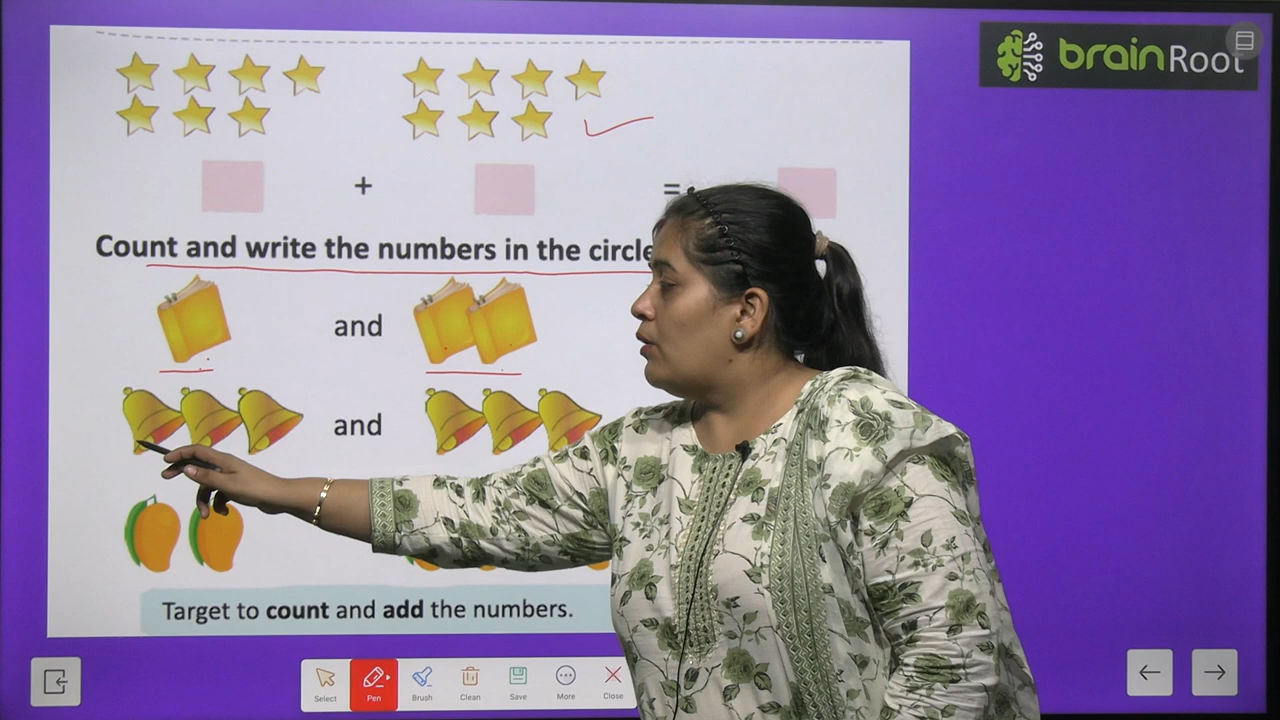 brainRoot
+ =
Count and write the numbers in the circle
and
and
Target to count and add the numbers.
Select Pen Brush Clean Save More Close